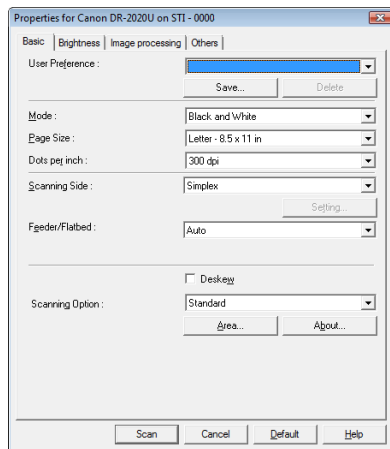 Properties for Canon DR-2020U on STI - 0000
Basic Brightness Image processing Others
User Preference :
Save... Delete
Mode : Black and White
Page Size : Letter - 8.5 x 11 in
Dots per inch : 300 dpi
Scanning Side : Simplex
Setting...
Feeder/Flatbed : Auto
Deskew
Scanning Option : Standard
Area... About...
Scan Cancel Default Help